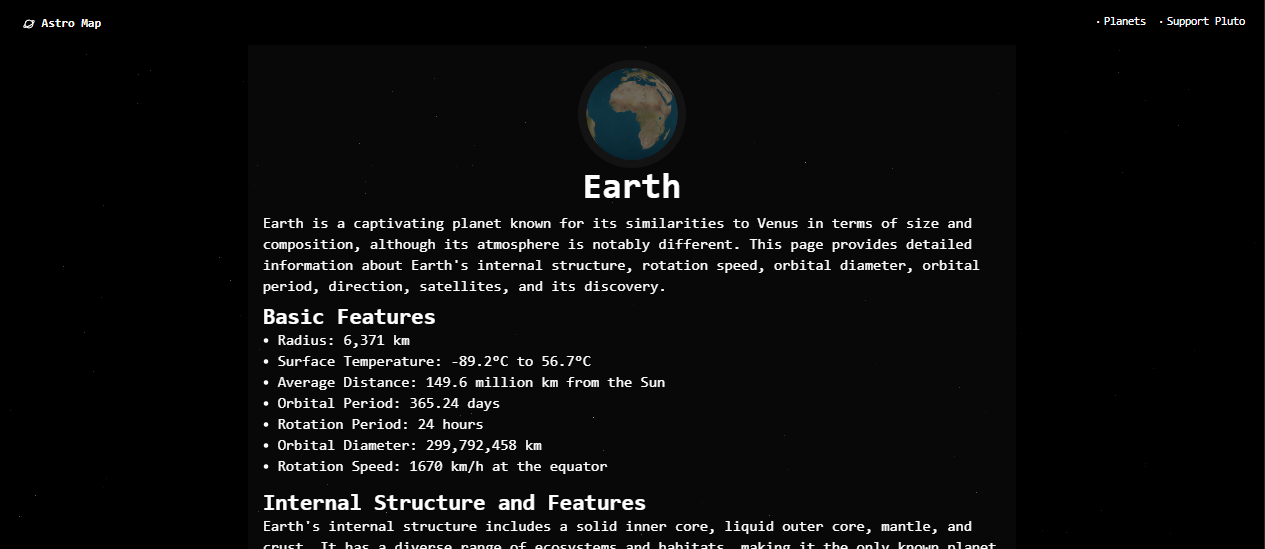 Astro Map
· Planets · Support Pluto
Earth
Earth is a captivating planet known for its similarities to Venus in terms of size and
composition, although its atmosphere is notably different. This page provides detailed
information about Earth's internal structure, rotation speed, orbital diameter, orbital
period, direction, satellites, and its discovery.
Basic Features
• Radius: 6,371 km
• Surface Temperature: -89.2°C to 56.7°C
• Average Distance: 149.6 million km from the Sun
• Orbital Period: 365.24 days
• Rotation Period: 24 hours
• Orbital Diameter: 299,792,458 km
• Rotation Speed: 1670 km/h at the equator
Internal Structure and Features
Earth's internal structure includes a solid inner core, liquid outer core, mantle, and
crust. It has a diverse range of ecosystems and habitats, making it the only known planet